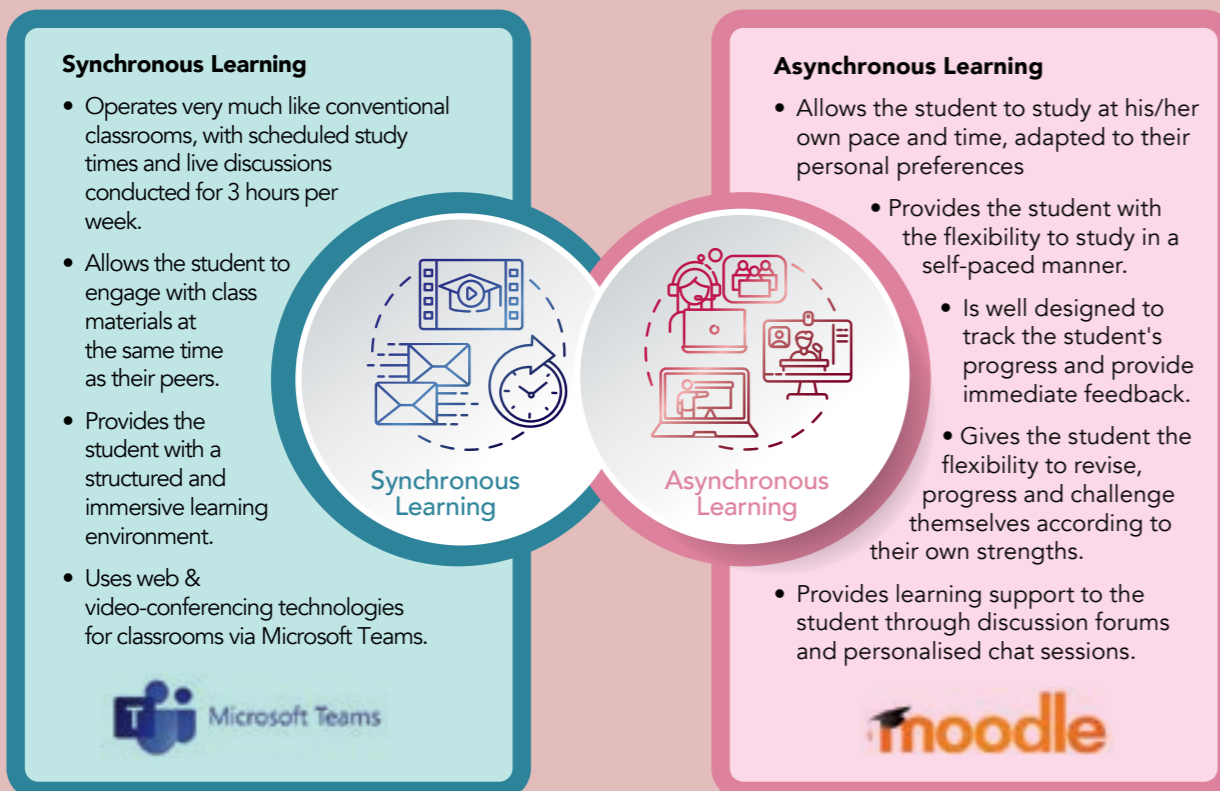 Synchronous Learning
• Operates very much like conventional
classrooms, with scheduled study
times and live discussions
conducted for 3 hours per
week.
• Allows the student to
engage with class
materials at
the same time
as their peers.
• Provides the
student with a
structured and
immersive learning
environment.
• Uses web &
video-conferencing technologies
for classrooms via Microsoft Teams.
T
Microsoft Teams
Synchronous
Learning
Asynchronous
Learning
Asynchronous Learning
• Allows the student to study at his/her
own pace and time, adapted to their
personal preferences
• Provides the student with
the flexibility to study in a
self-paced manner.
• Is well designed to
track the student's
progress and provide
immediate feedback.
• Gives the student the
flexibility to revise,
progress and challenge
themselves according to
their own strengths.
• Provides learning support to the
student through discussion forums
and personalised chat sessions.
moodle